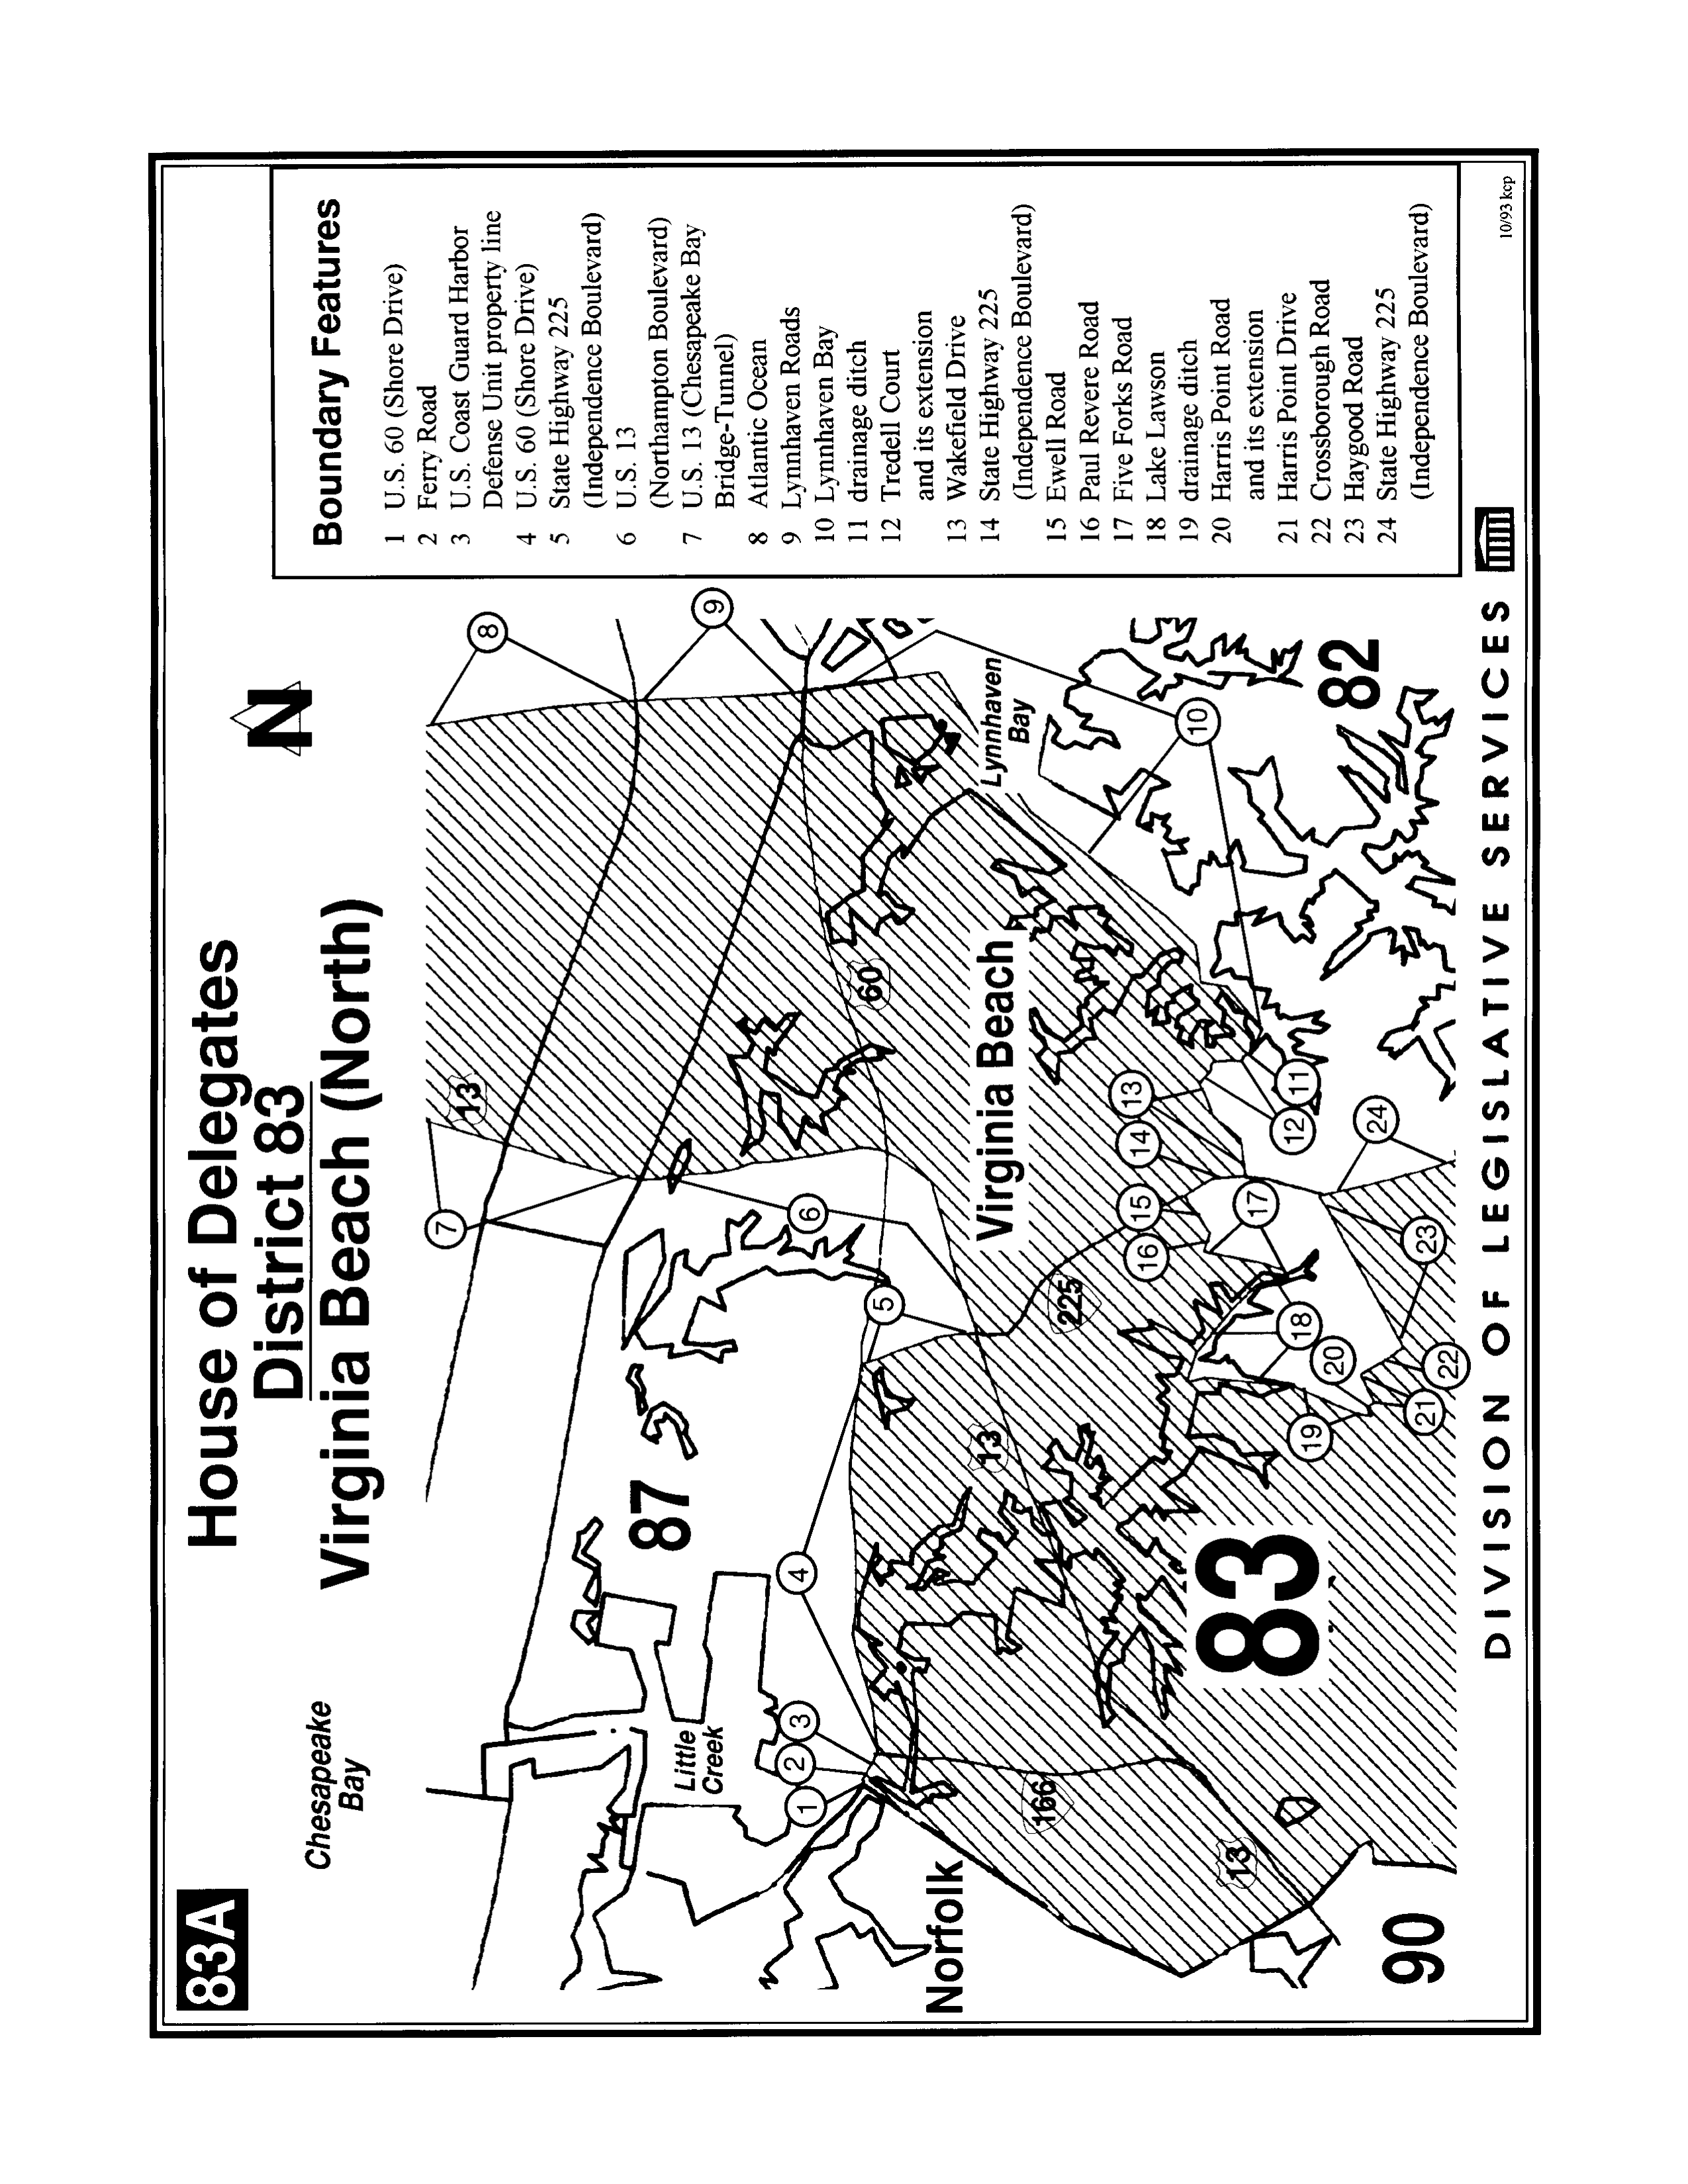 83A
House of Delegates
District 83
Virginia Beach (North)
N
Chesapeake
Bay
7
8
13
9
87
Little
Creek
6
1
2
3
4
5
60
Norfolk
Lynnhaven
Bay
Virginia Beach
13
166
225
14
13
16
15
10
83
13
17
11
12
19
18
20
82
24
90
21
22
23
Boundary Features
1 U.S. 60 (Shore Drive)
2 Ferry Road
3 U.S. Coast Guard Harbor
Defense Unit property line
4 U.S. 60 (Shore Drive)
5 State Highway 225
(Independence Boulevard)
6 U.S. 13
(Northampton Boulevard)
7 U.S. 13 (Chesapeake Bay
Bridge-Tunnel)
8 Atlantic Ocean
9 Lynnhaven Roads
10 Lynnhaven Bay
11 drainage ditch
12 Tredell Court
and its extension
13 Wakefield Drive
14 State Highway 225
(Independence Boulevard)
15 Ewell Road
16 Paul Revere Road
17 Five Forks Road
18 Lake Lawson
19 drainage ditch
20 Harris Point Road
and its extension
21 Harris Point Drive
22 Crossborough Road
23 Haygood Road
24 State Highway 225
(Independence Boulevard)
DIVISION OF LEGISLATIVE SERVICES
10/93 kcp